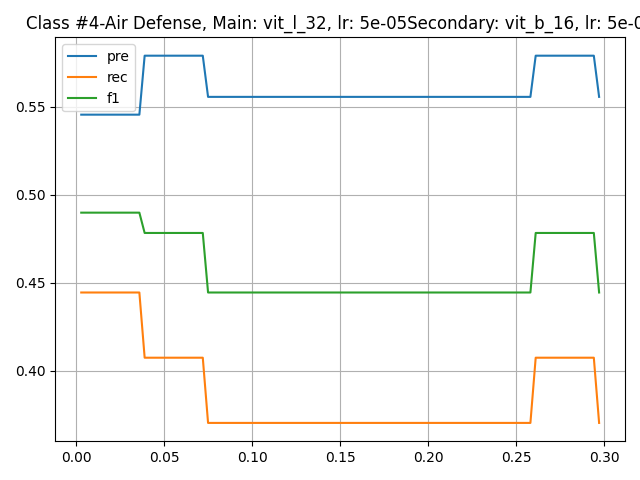 Class #4-Air Defense, Main: vit_l_32, lr: 5e-05Secondary: vit_b_16, lr: 5e-0
pre
rec
f1
0.55
0.50
0.45
0.40
0.00 0.05 0.10 0.15 0.20 0.25 0.30